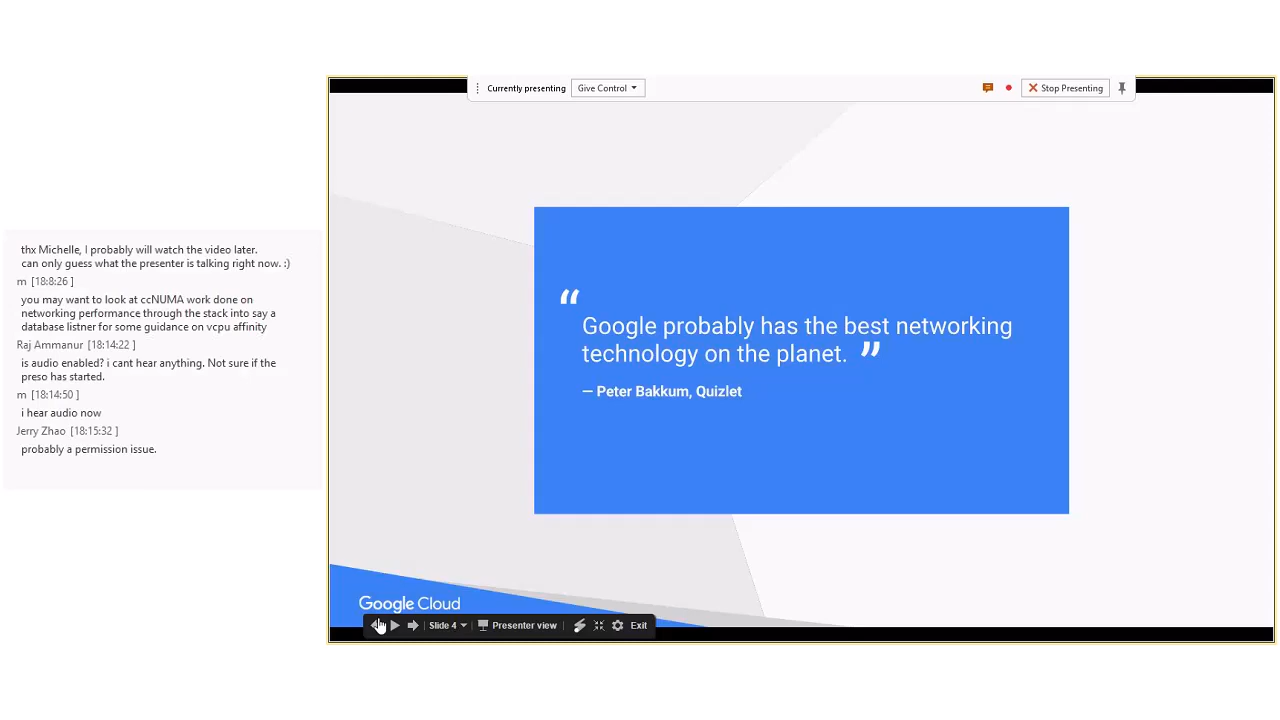 Currently presenting
Give Control
Stop Presenting
thx Michelle, I probably will watch the video later.
can only guess what the presenter is talking right now. :)
m [18:8:26 ]
you may want to look at ccNUMA work done on
networking performance through the stack into say a
database listner for some guidance on vcpu affinity
Raj Ammanur [18:14:22 ]
is audio enabled? i cant hear anything. Not sure if the
preso has started.
m [18:14:50 ]
i hear audio now
Jerry Zhao [18:15:32 ]
probably a permission issue.
“Google probably has the best networking
technology on the planet. ”
— Peter Bakkum, Quizlet
Google Cloud
Slide 4
Presenter view
Exit